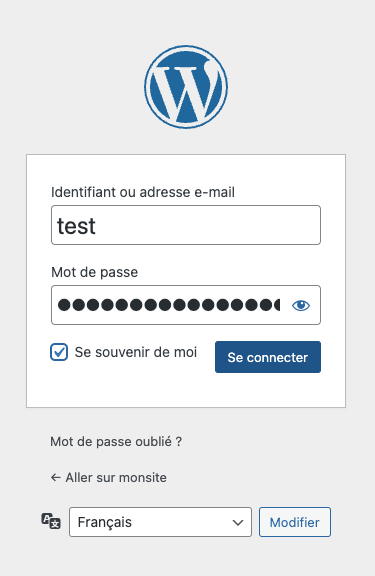 Identifiant ou adresse e-mail
test
Mot de passe
Se souvenir de moi
Se connecter
Mot de passe oublié ?
← Aller sur monsite
Français
Modifier